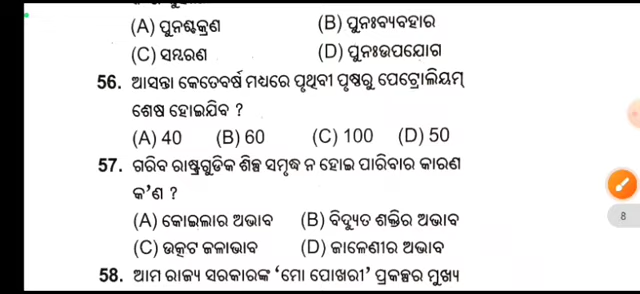 (A) ପୁନଶ୍ଚକ୍ରଣ (B) ପୁନଃବ୍ୟବହାର
(C) ସମ୍ଭରଣ (D) ପୁନଃଉପଯୋଗ
56. ଆସନ୍ତା କେତେବର୍ଷ ମଧ୍ୟରେ ପୃଥିବୀ ପୃଷ୍ଠରୁ ପେଟ୍ରୋଲିୟମ୍
ଶେଷ ହୋଇଯିବ ?
(A) 40 (B) 60 (C) 100 (D) 50
57. ଗରିବ ରାଷ୍ଟ୍ରଗୁଡିକ ଶିଳ୍ପ ସମୃଦ୍ଧ ନ ହୋଇ ପାରିବାର କାରଣ
କ'ଣ ?
(A) କୋଇଲାର ଅଭାବ (B) ବିଦ୍ୟୁତ ଶକ୍ତିର ଅଭାବ
(C) ଉତ୍କଟ ଜଳାଭାବ (D) ଜାଳେଣୀର ଅଭାବ
58. ଆମ ରାଜ୍ୟ ସରକାରଙ୍କ ‘ମୋ ପୋଖରୀ’ ପ୍ରକଳ୍ପର ମୁଖ୍ୟ
8